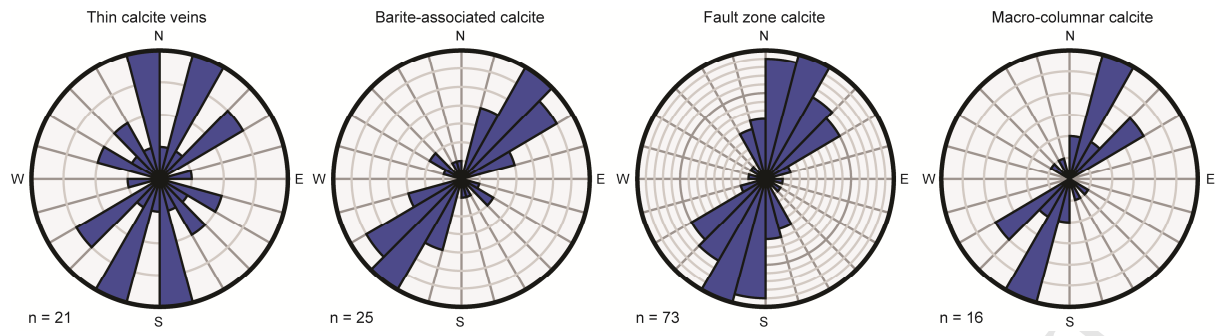 Thin calcite veins
N
W
E
S
n = 21
Barite-associated calcite
N
W
E
S
n = 25
Fault zone calcite
N
W
E
S
n = 73
Macro-columnar calcite
N
W
E
S
n = 16